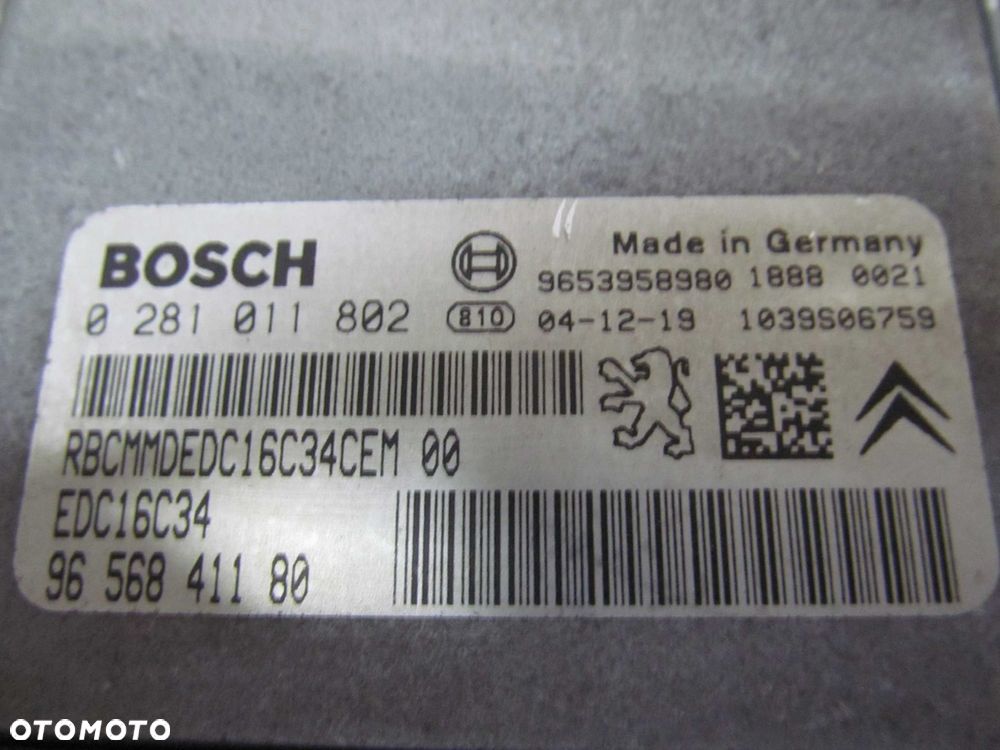 BOSCH
Made in Germany
9653958980 1888 0021
0 281 011 802 810 04-12-19 1039S06759
RBCMMDEDC16C34CEM 00
EDC16C34
96 568 411 80
OTOMOTO